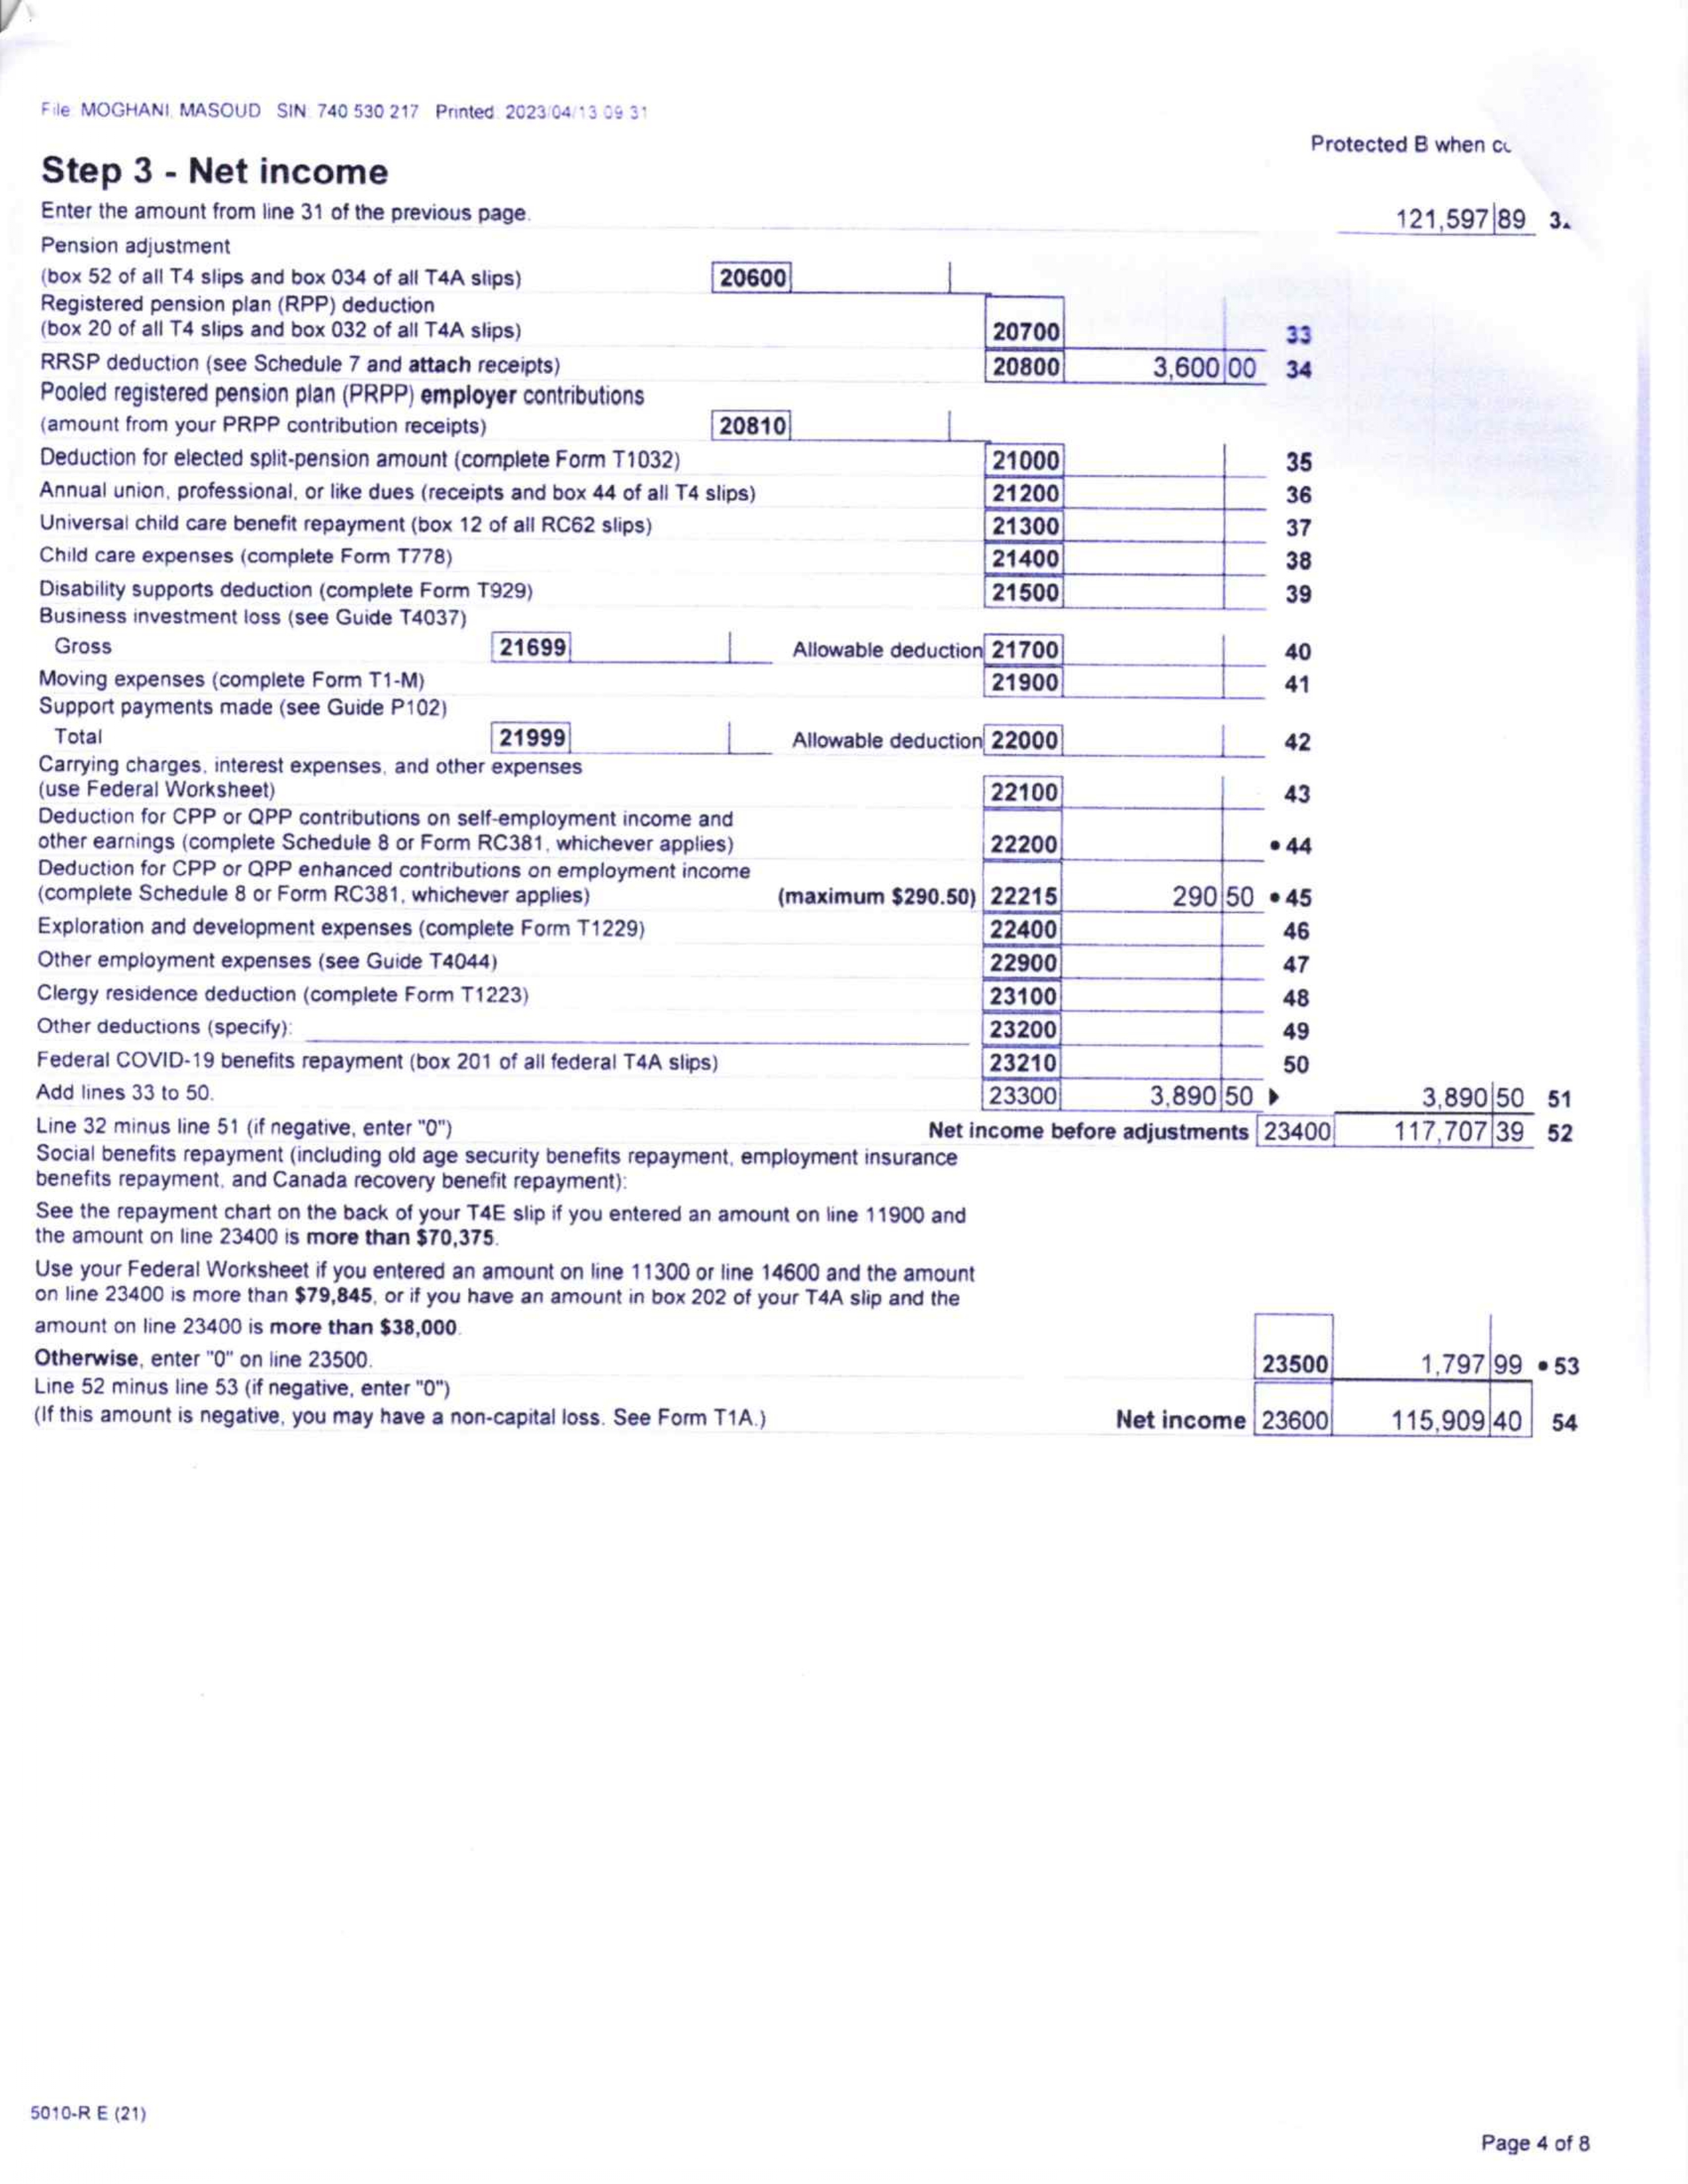 File: MOGHANI, MASOUD SIN: 740 530 217 Printed: 2023/04/13 09:31
Protected B when
Step 3 - Net income
Enter the amount from line 31 of the previous page. 121,597 89
Pension adjustment
(box 52 of all T4 slips and box 034 of all T4A slips) 20600
Registered pension plan (RPP) deduction
(box 20 of all T4 slips and box 032 of all T4A slips) 20700 33
RRSP deduction (see Schedule 7 and attach receipts) 20800 3,600 00 34
Pooled registered pension plan (PRPP) employer contributions
(amount from your PRPP contribution receipts) 20810
Deduction for elected split-pension amount (complete Form T1032) 21000 35
Annual union, professional, or like dues (receipts and box 44 of all T4 slips) 21200 36
Universal child care benefit repayment (box 12 of all RC62 slips) 21300 37
Child care expenses (complete Form T778) 21400 38
Disability supports deduction (complete Form T929) 21500 39
Business investment loss (see Guide T4037)
Gross 21699 Allowable deduction 21700 40
Moving expenses (complete Form T1-M) 21900 41
Support payments made (see Guide P102)
Total 21999 Allowable deduction 22000 42
Carrying charges, interest expenses, and other expenses
(use Federal Worksheet) 22100 43
Deduction for CPP or QPP contributions on self-employment income and
other earnings (complete Schedule 8 or Form RC381, whichever applies) 22200 •44
Deduction for CPP or QPP enhanced contributions on employment income
(complete Schedule 8 or Form RC381, whichever applies) (maximum $290.50) 22215 290 50 •45
Exploration and development expenses (complete Form T1229) 22400 46
Other employment expenses (see Guide T4044) 22900 47
Clergy residence deduction (complete Form T1223) 23100 48
Other deductions (specify): 23200 49
Federal COVID-19 benefits repayment (box 201 of all federal T4A slips) 23210 50
Add lines 33 to 50. 23300 3,890 50 ▶ 3,890 50 51
Line 32 minus line 51 (if negative, enter "0") Net income before adjustments 23400 117,707 39 52
Social benefits repayment (including old age security benefits repayment, employment insurance
benefits repayment, and Canada recovery benefit repayment):
See the repayment chart on the back of your T4E slip if you entered an amount on line 11900 and
the amount on line 23400 is more than $70,375.
Use your Federal Worksheet if you entered an amount on line 11300 or line 14600 and the amount
on line 23400 is more than $79,845, or if you have an amount in box 202 of your T4A slip and the
amount on line 23400 is more than $38,000.
Otherwise, enter "0" on line 23500. 23500 1,797 99 •53
Line 52 minus line 53 (if negative, enter "0")
(If this amount is negative, you may have a non-capital loss. See Form T1A.) Net income 23600 115,909 40 54
5010-R E (21)
Page 4 of 8